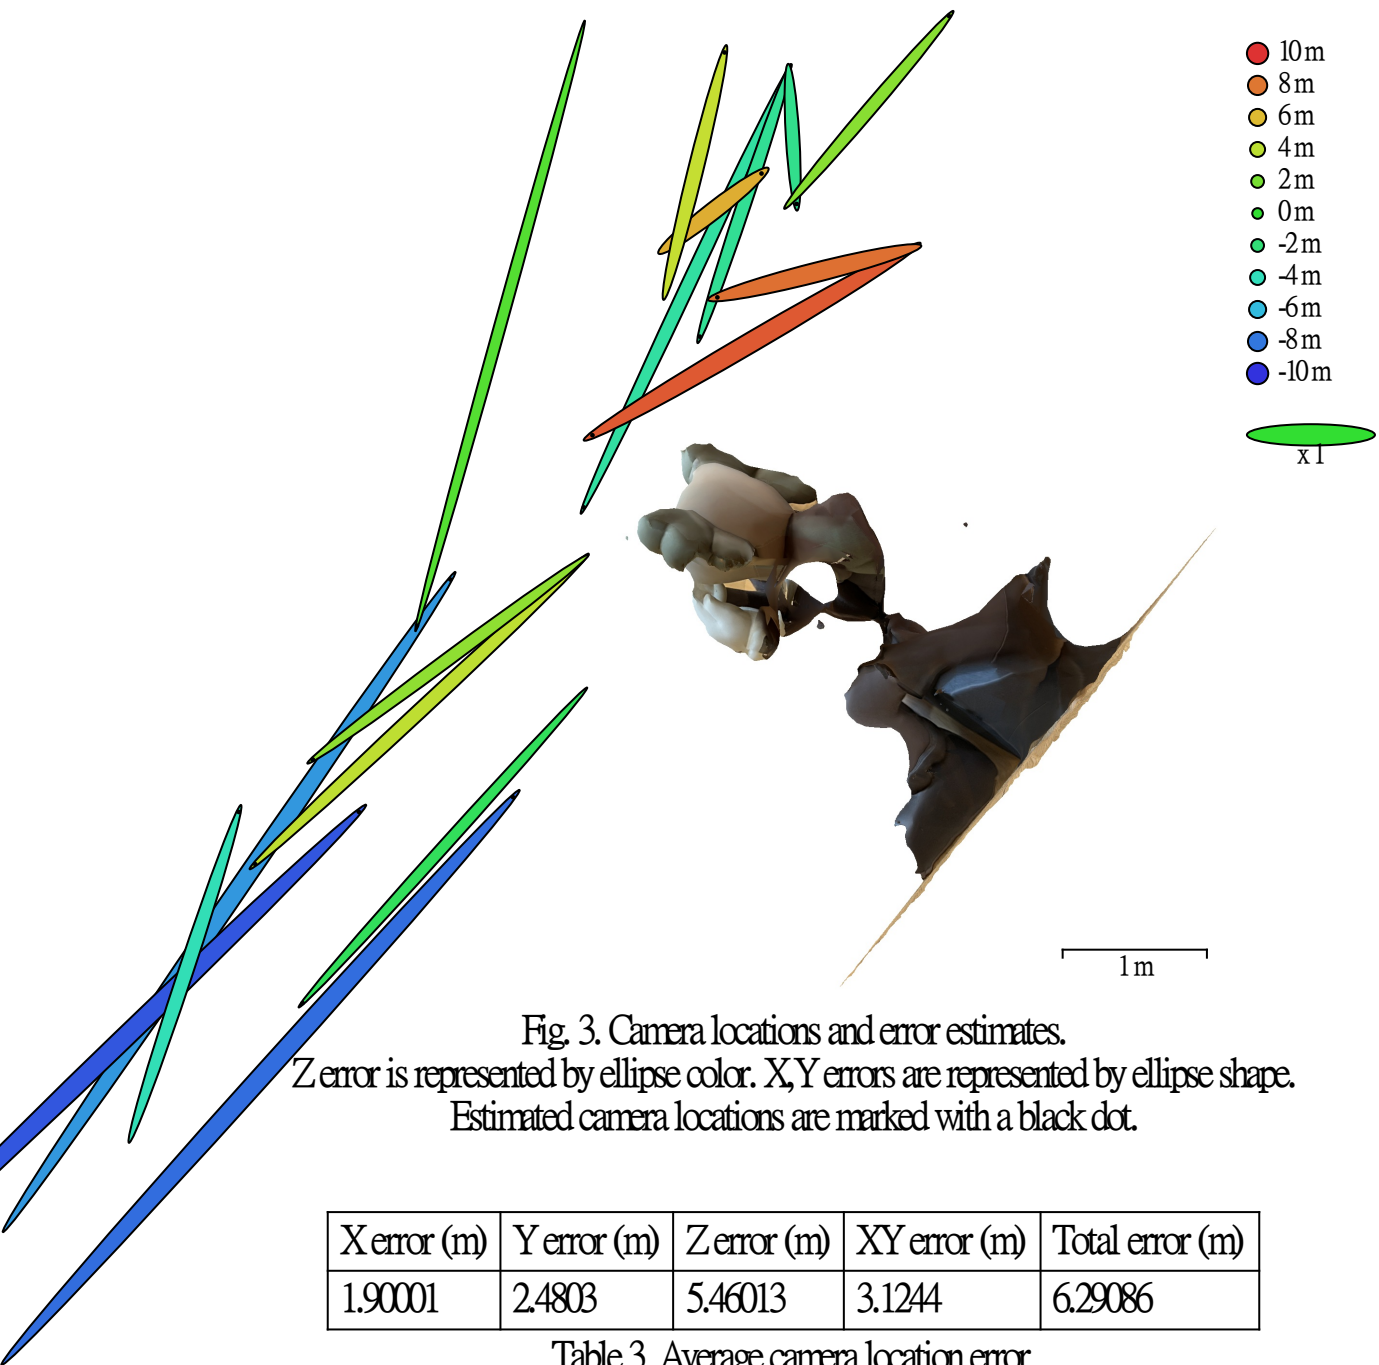 10 m
8 m
6 m
4 m
2 m
0 m
-2 m
-4 m
-6 m
-8 m
-10 m
x 1
1 m
Fig. 3. Camera locations and error estimates.
Z error is represented by ellipse color. X,Y errors are represented by ellipse shape.
Estimated camera locations are marked with a black dot.
X error (m) Y error (m) Z error (m) XY error (m) Total error (m)
1.90001 2.4803 5.46013 3.1244 6.29086
Table 3. Average camera location error